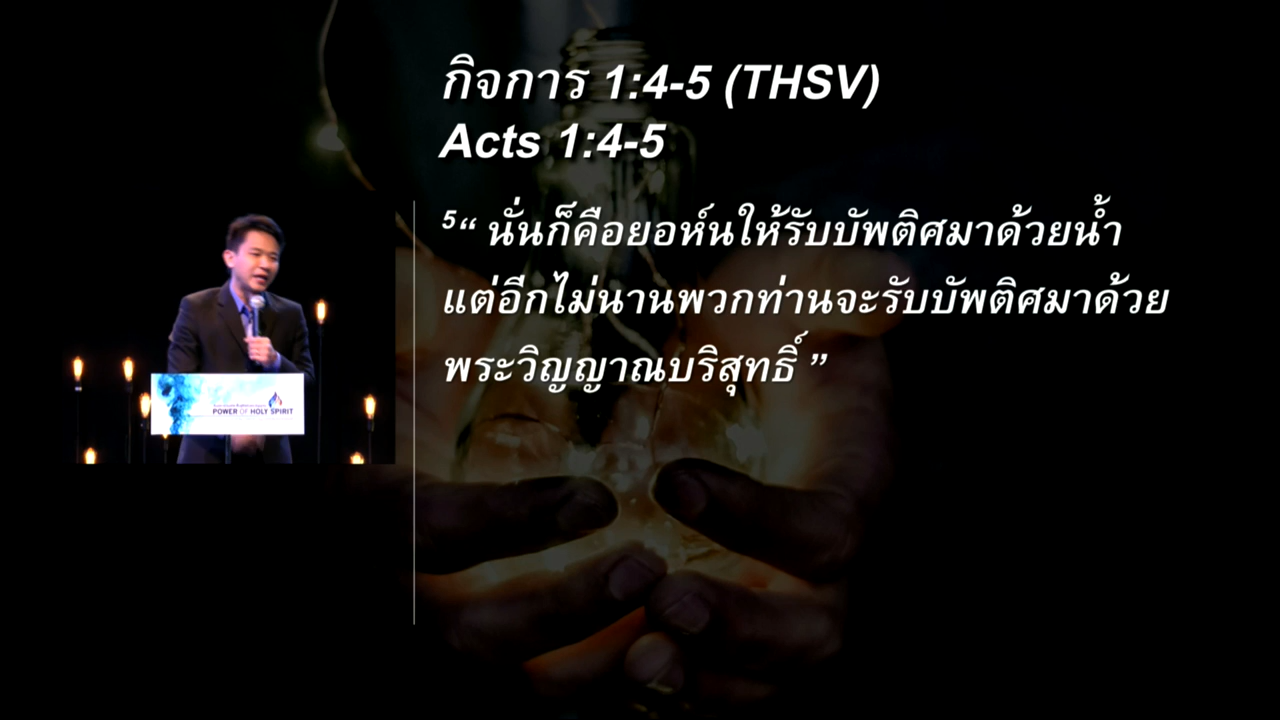 กิจการ 1:4-5 (THSV)
Acts 1:4-5
5“ นั่นก็คือยอห์นให้รับบัพติศมาด้วยน้ำ
แต่อีกไม่นานพวกท่านจะรับบัพติศมาด้วย
พระวิญญาณบริสุทธิ์ ”
POWER OF HOLY SPIRIT